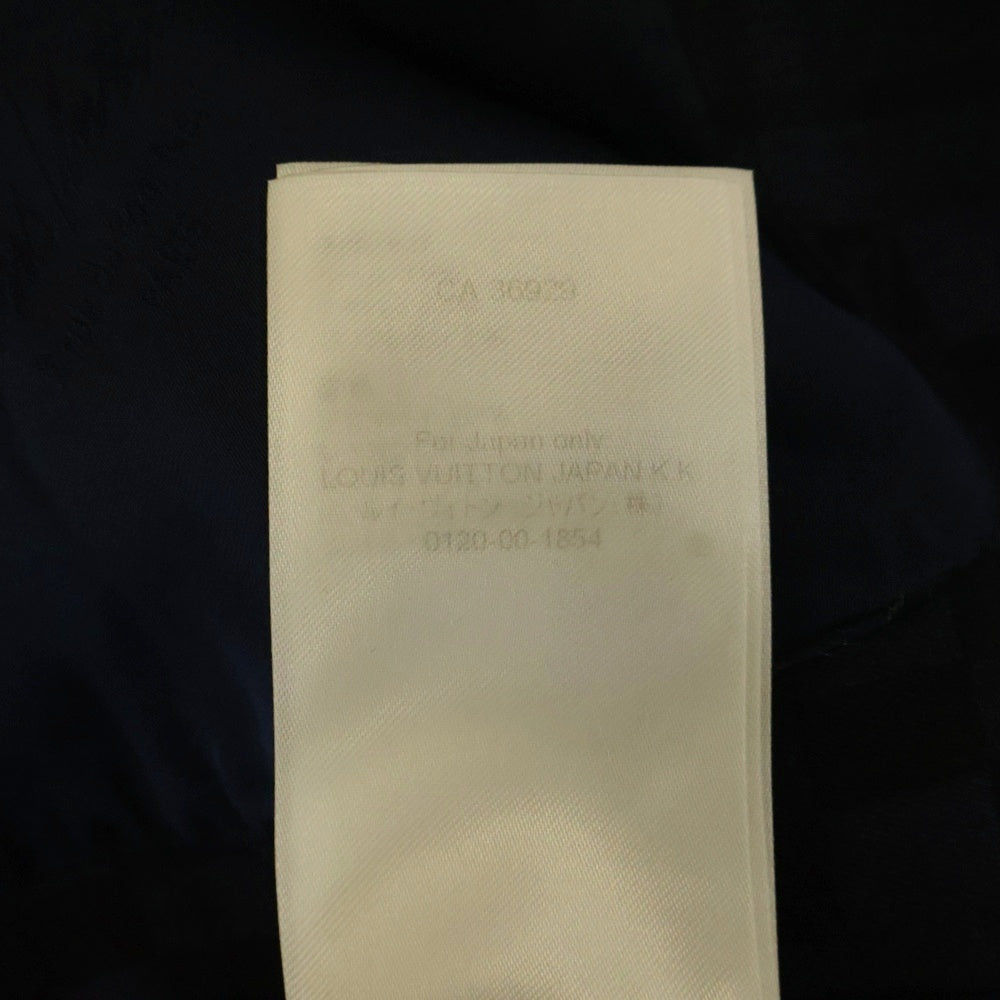 CA 36929
For Japan only
LOUIS VUITTON JAPAN K K
ルイ・ヴィトン ジャパン(株)
0120-00-1854